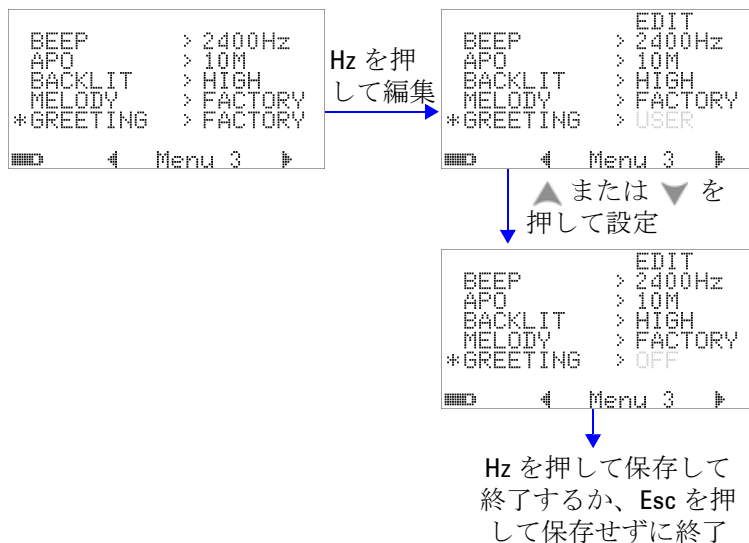 BEEP > 2400Hz
APO > 10M
BACKLIT > HIGH
MELODY > FACTORY
*GREETING > FACTORY
Menu 3
Hz を押
して編集
EDIT
BEEP > 2400Hz
APO > 10M
BACKLIT > HIGH
MELODY > FACTORY
*GREETING > USER
Menu 3
▲ または ▼ を
押して設定
EDIT
BEEP > 2400Hz
APO > 10M
BACKLIT > HIGH
MELODY > FACTORY
*GREETING > OFF
Menu 3
Hz を押して保存して
終了するか、Esc を押
して保存せずに終了